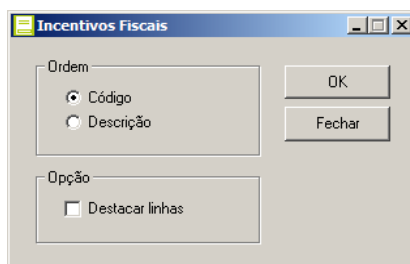 Incentivos Fiscais
Ordem
Código
Descrição
OK
Fechar
Opção
Destacar linhas